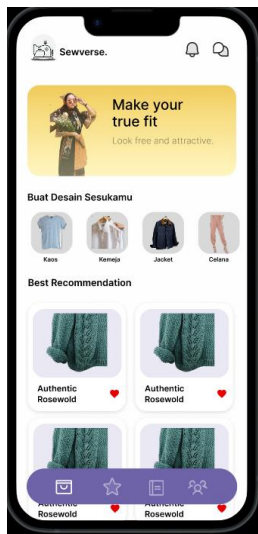 Sewverse.
Make your
true fit
Look free and attractive.
Buat Desain Sesukamu
Kaos Kemeja Jacket Celana
Best Recommendation
Authentic
Rosewold
Authentic
Rosewold
Authentic
Rosewold
Authentic
Rosewold